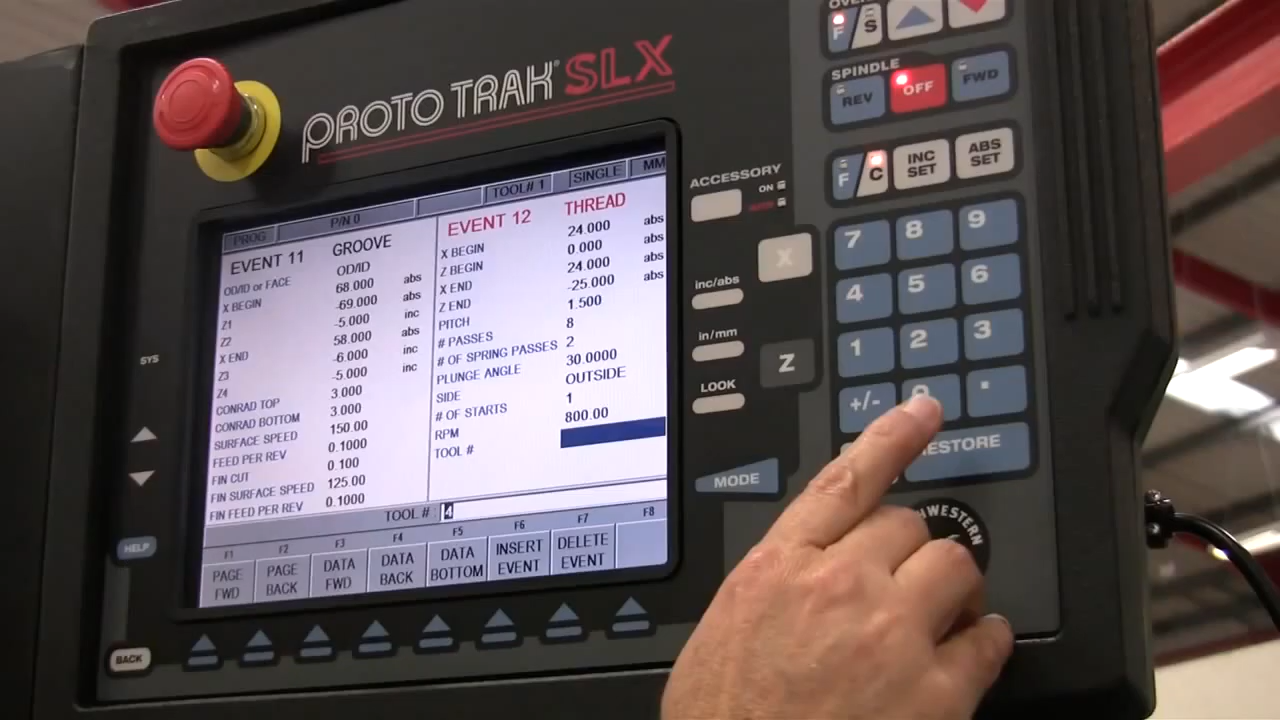 PROTO TRAK® SLX
PROG
P/N 0
TOOL# 1
SINGLE
MM
EVENT 11 GROOVE
OD/ID or FACE OD/ID
X BEGIN 68.000 abs
Z1 -69.000 abs
Z2 -5.000 inc
X END 58.000 abs
Z3 -6.000 inc
Z4 -5.000 inc
CONRAD TOP 3.000
CONRAD BOTTOM 3.000
SURFACE SPEED 150.00
FEED PER REV 0.1000
FIN CUT 0.100
FIN SURFACE SPEED 125.00
FIN FEED PER REV 0.1000
EVENT 12 THREAD
X BEGIN 24.000 abs
Z BEGIN 0.000 abs
X END 24.000 abs
Z END -25.000 abs
PITCH 1.500
# PASSES 8
# OF SPRING PASSES 2
PLUNGE ANGLE 30.0000
SIDE OUTSIDE
# OF STARTS 1
RPM 800.00
TOOL #
TOOL # : 4
F1 F2 F3 F4 F5 F6 F7 F8
PAGE FWD
PAGE BACK
DATA FWD
DATA BACK
DATA BOTTOM
INSERT EVENT
DELETE EVENT
SYS
HELP
BACK
F S
SPINDLE
REV OFF FWD
F C
INC SET
ABS SET
ACCESSORY
ON
X
inc/abs
in/mm
Z
LOOK
MODE
7 8 9
4 5 6
1 2 3
+/- 0 .
ESTORE
WESTERN